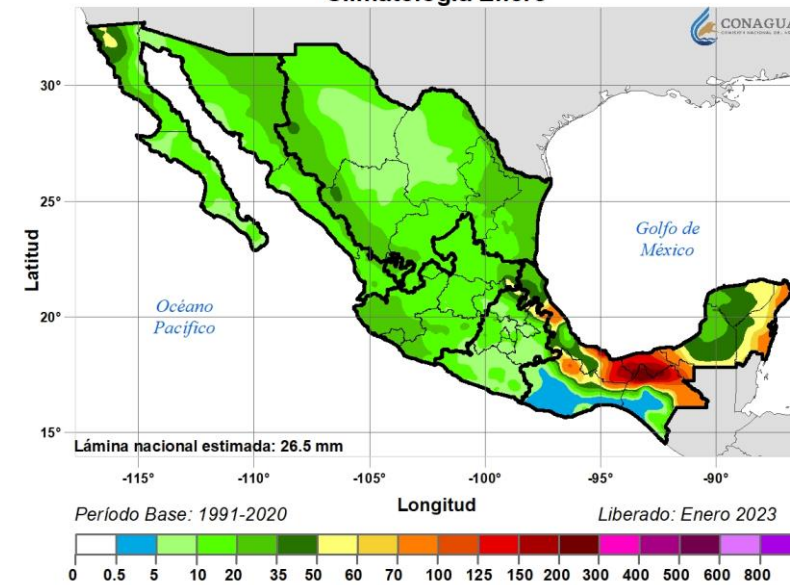 Climatología Enero
CONAGUA
30°
25°
20°
15°
Latitud
Golfo de
México
Océano
Pacífico
Lámina nacional estimada: 26.5 mm
-115° -110° -105° -100° -95° -90°
Longitud
Período Base: 1991-2020
Liberado: Enero 2023
0 0.5 5 10 20 35 50 60 70 100 125 150 200 300 400 500 600 800